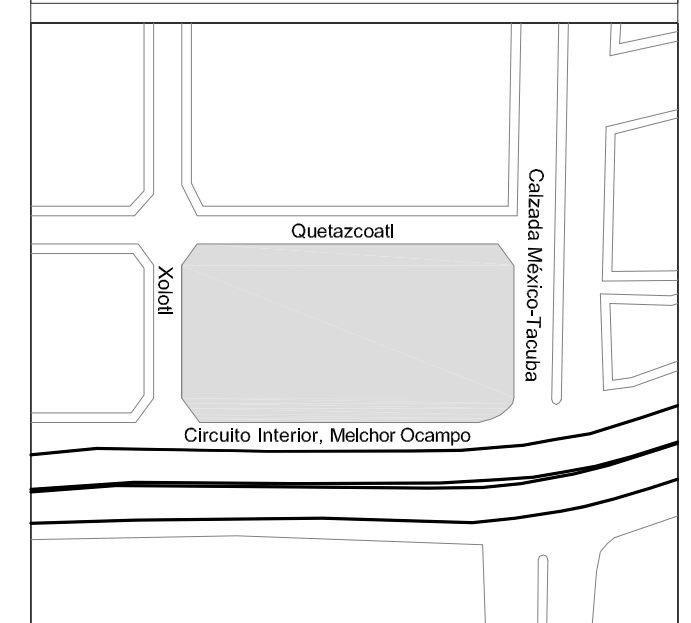 Quetazcoatl
Calzada México-Tacuba
Xolotl
Circuito Interior, Melchor Ocampo